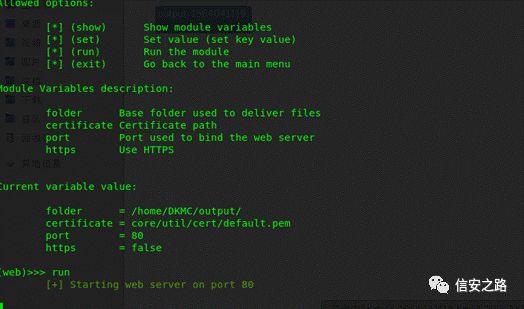 Allowed options:
[*] (show) Show module variables
[*] (set) Set value (set key value)
[*] (run) Run the module
[*] (exit) Go back to the main menu
Module Variables description:
folder Base folder used to deliver files
certificate Certificate path
port Port used to bind the web server
https Use HTTPS
Current variable value:
folder = /home/DKMC/output/
certificate = core/util/cert/default.pem
port = 80
https = false
(web)>>> run
[+] Starting web server on port 80
信安之路